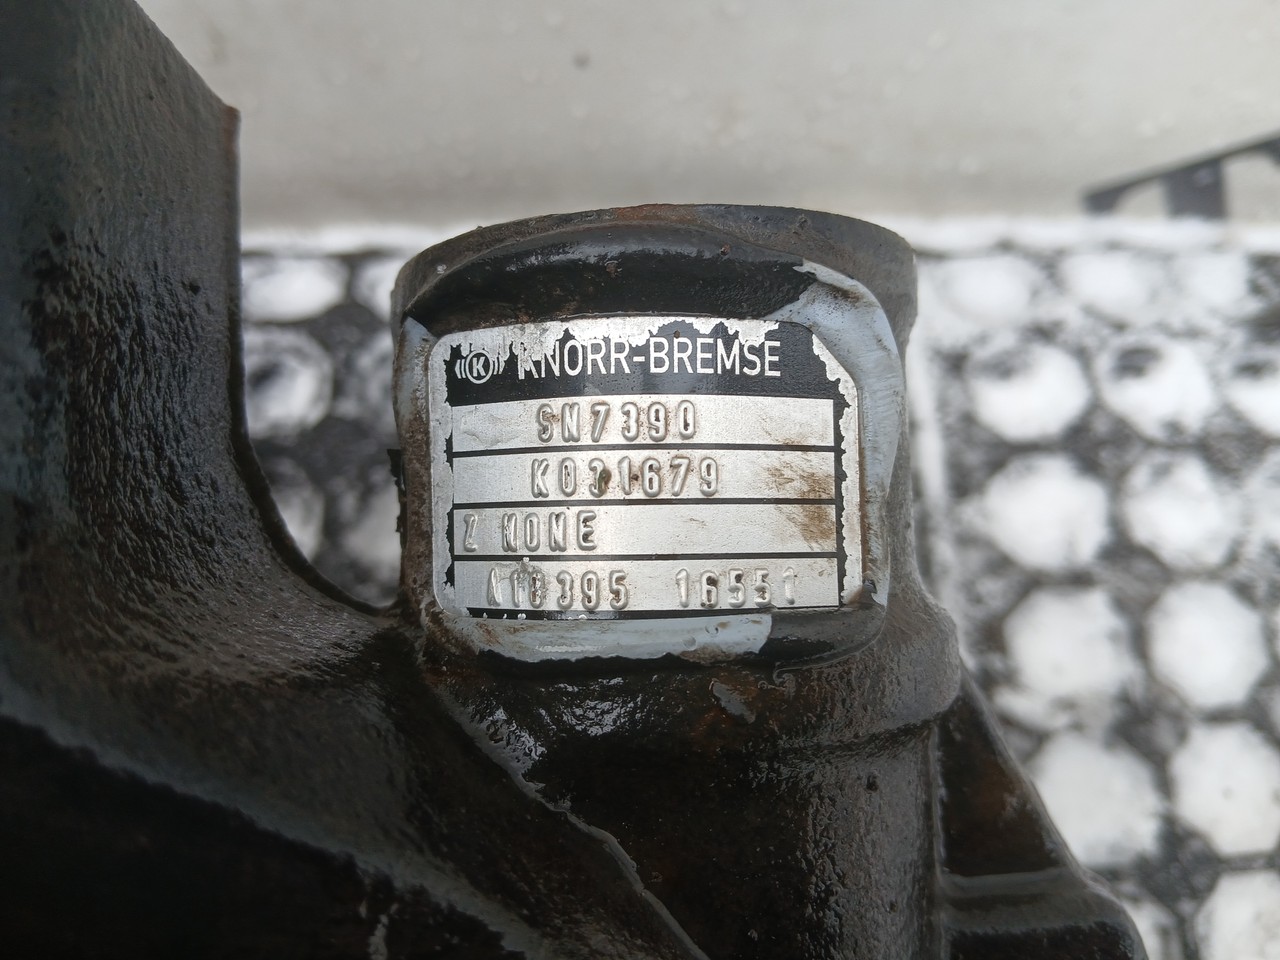 K KNORR-BREMSE
SN7390
K031679
Z NONE
A18395 16551